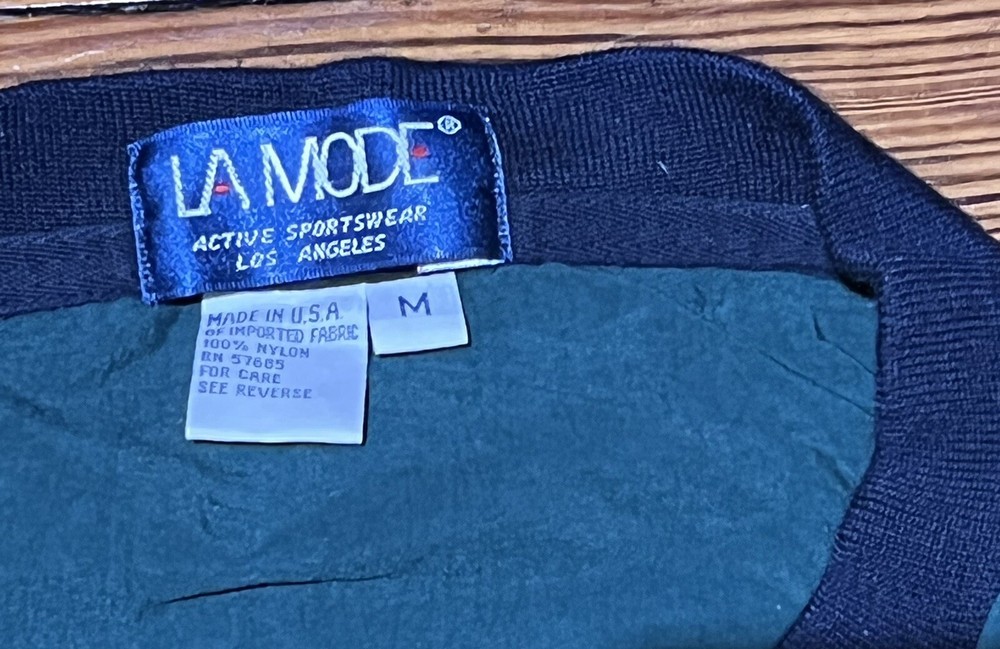 LA MODE®
ACTIVE SPORTSWEAR
LOS ANGELES
M
MADE IN U.S.A.
OF IMPORTED FABRIC
100% NYLON
RN 57685
FOR CARE
SEE REVERSE